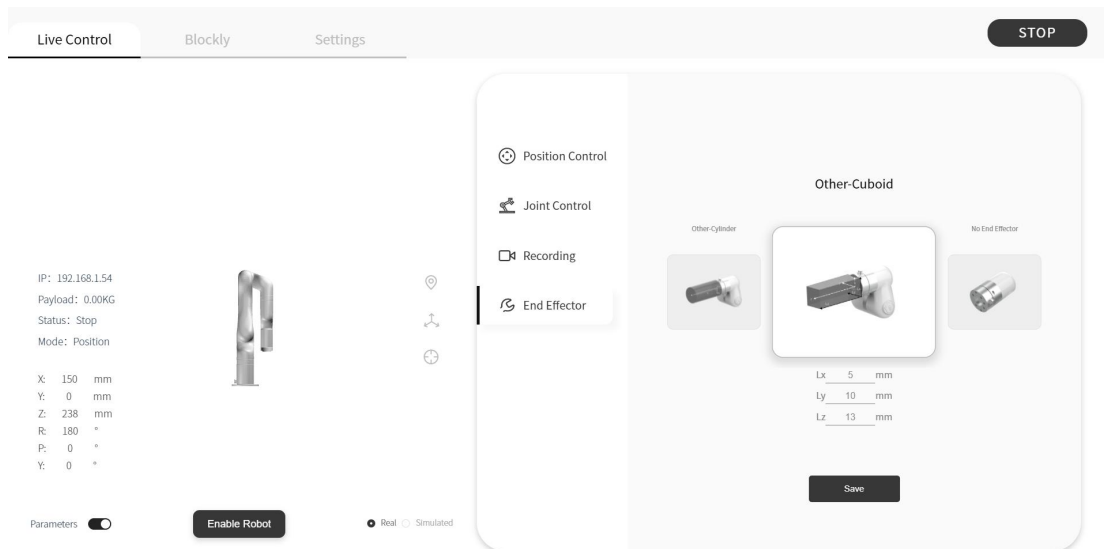 Live Control
Blockly
Settings
STOP
Position Control
Joint Control
Recording
End Effector
Other-Cuboid
Other-Cylinder
No End Effector
Lx 5 mm
Ly 10 mm
Lz 13 mm
Save
IP: 192.168.1.54
Payload: 0.00KG
Status: Stop
Mode: Position
X: 150 mm
Y: 0 mm
Z: 238 mm
R: 180 °
P: 0 °
Y: 0 °
Parameters
Enable Robot
Real
Simulated